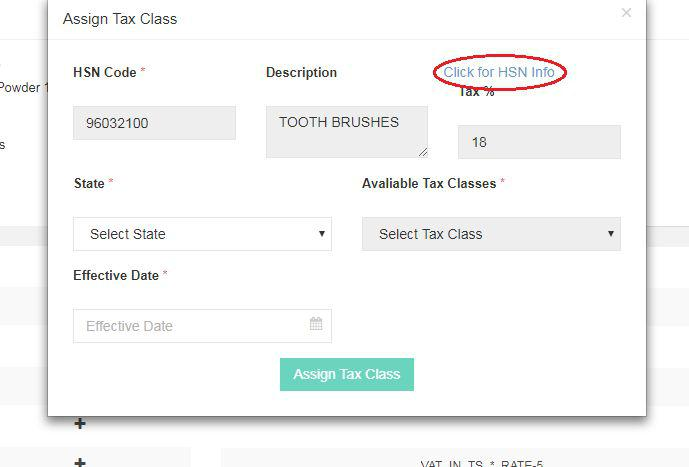 Assign Tax Class
×
HSN Code *
Description
Click for HSN Info
Tax %
Powder 1
96032100
TOOTH BRUSHES
18
s
State *
Avaliable Tax Classes *
Select State
Select Tax Class
Effective Date *
Effective Date
Assign Tax Class
+
+
VAT_IN_TS_*_RATE-5